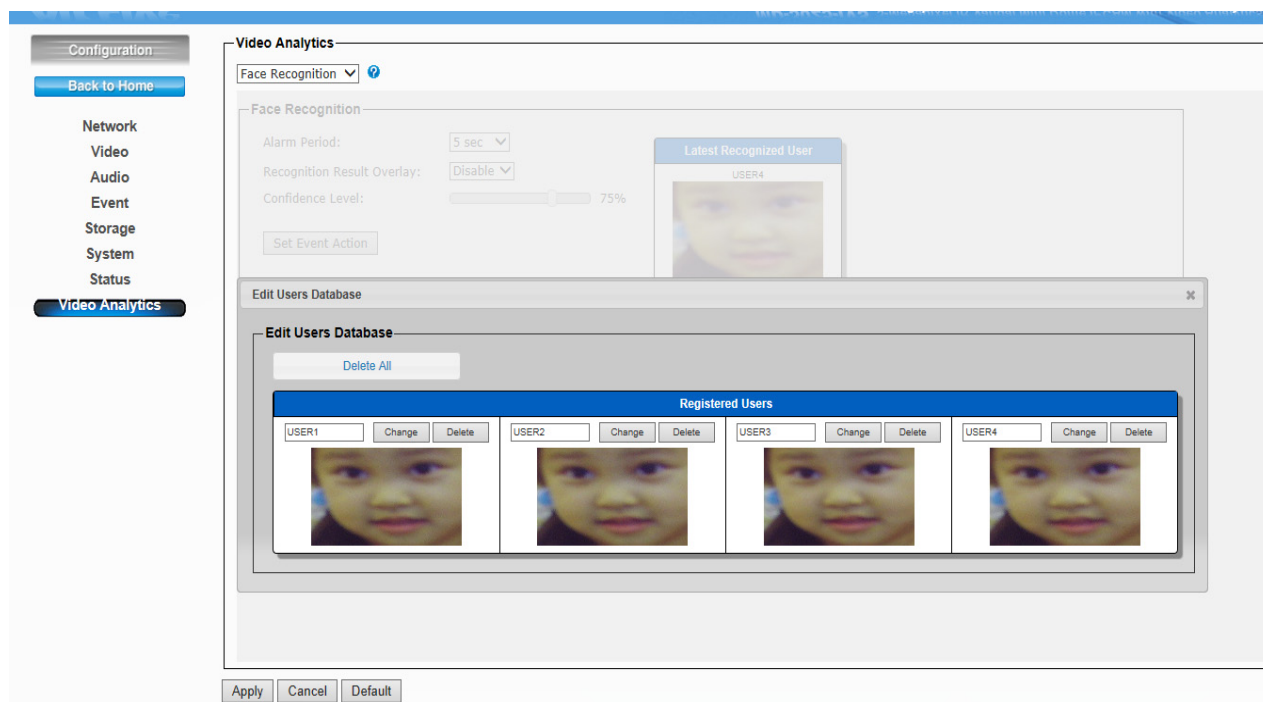 Configuration
Back to Home
Network
Video
Audio
Event
Storage
System
Status
Video Analytics
Video Analytics
Face Recognition
Face Recognition
Alarm Period: 5 sec
Recognition Result Overlay: Disable
Confidence Level: 75%
Set Event Action
Latest Recognized User
USER4
Edit Users Database
Edit Users Database
Delete All
Registered Users
USER1 Change Delete USER2 Change Delete USER3 Change Delete USER4 Change Delete
Apply Cancel Default